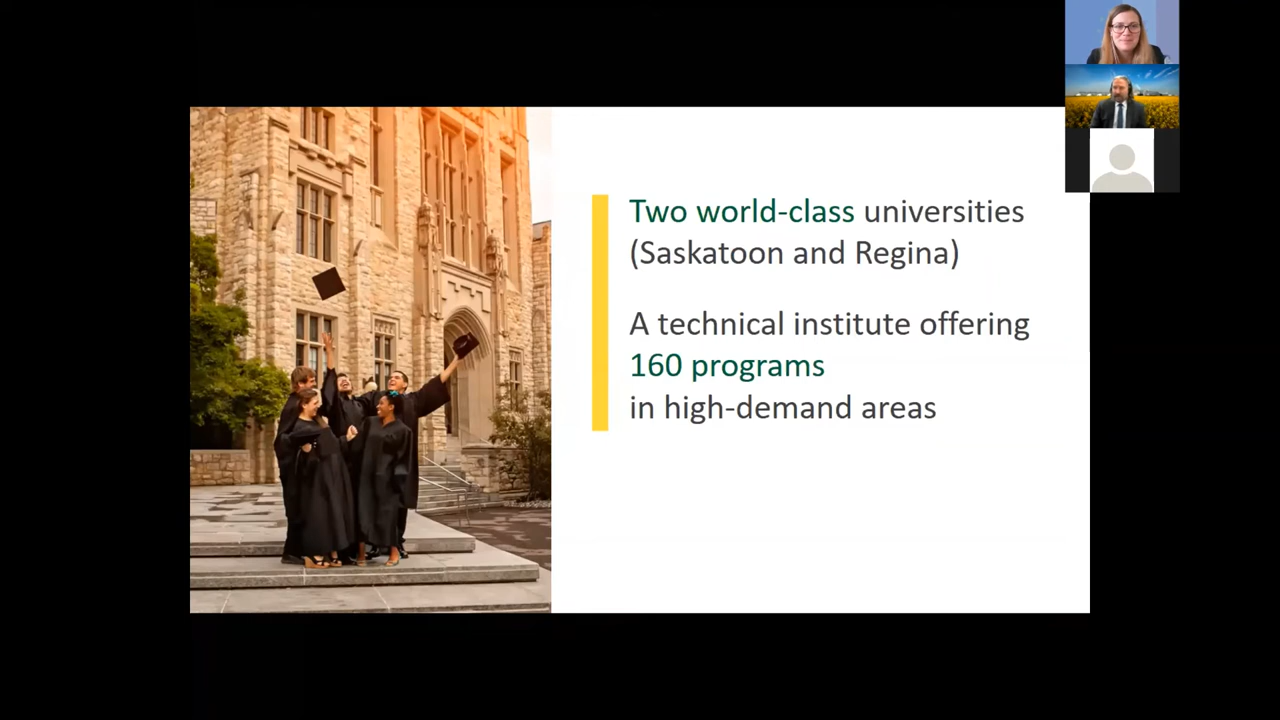 Two world-class universities
(Saskatoon and Regina)
A technical institute offering
160 programs
in high-demand areas